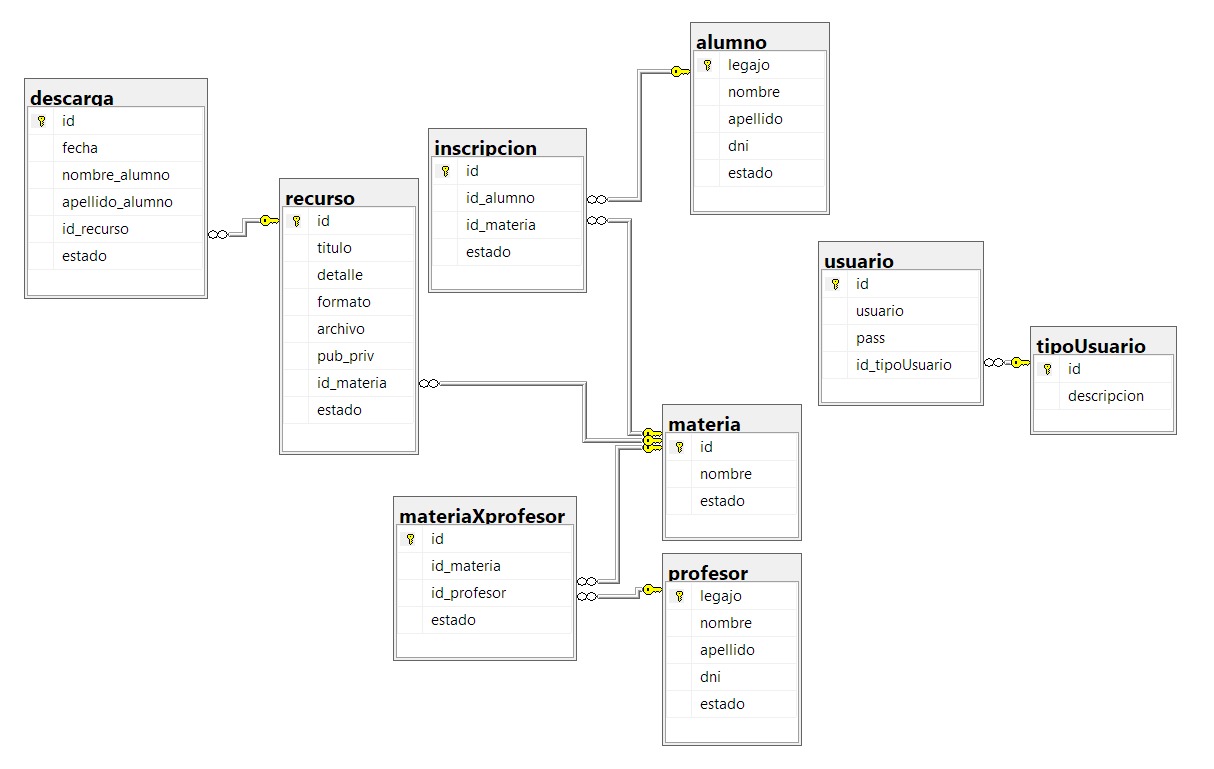 alumno
legajo
nombre
apellido
dni
estado
descarga
id
fecha
nombre_alumno
apellido_alumno
id_recurso
estado
inscripcion
id
id_alumno
id_materia
estado
recurso
id
titulo
detalle
formato
archivo
pub_priv
id_materia
estado
usuario
id
usuario
pass
id_tipoUsuario
tipoUsuario
id
descripcion
materia
id
nombre
estado
materiaXprofesor
id
id_materia
id_profesor
estado
profesor
legajo
nombre
apellido
dni
estado